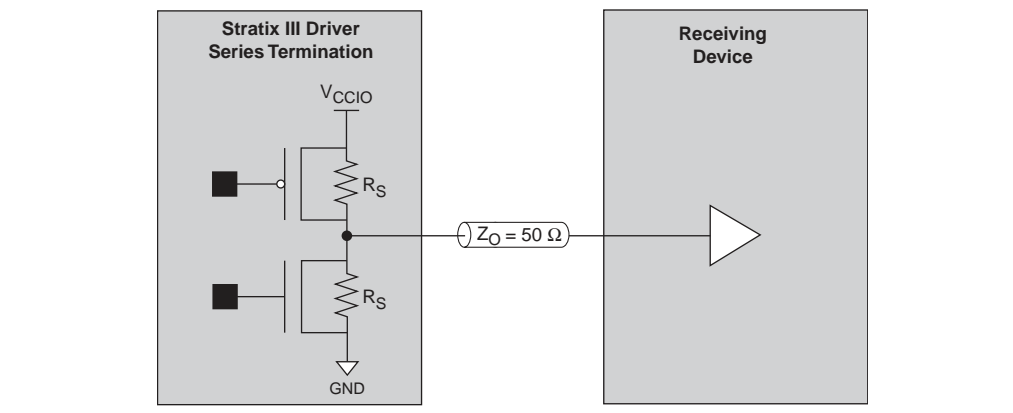 Stratix III Driver
Series Termination
VCCIO
RS
RS
GND
ZO = 50 Ω
Receiving
Device